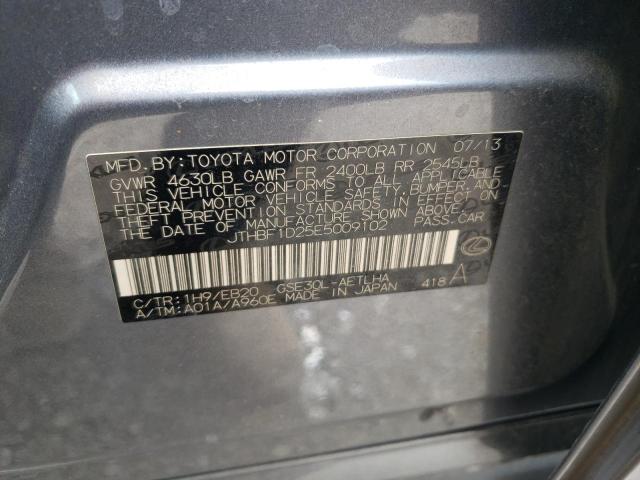 MFD. BY: TOYOTA MOTOR CORPORATION 07/13
GVWR 4630LB GAWR FR 2400LB RR 2545LB
THIS VEHICLE CONFORMS TO ALL APPLICABLE
FEDERAL MOTOR VEHICLE SAFETY, BUMPER, AND
THEFT PREVENTION STANDARDS IN EFFECT ON
THE DATE OF MANUFACTURE SHOWN ABOVE.
JTHBF1D25E5009102 PASS.CAR
C/TR: 1H9/EB20 GSE30L-AETLHA
A/TM: A01A/A960E MADE IN JAPAN 418 A